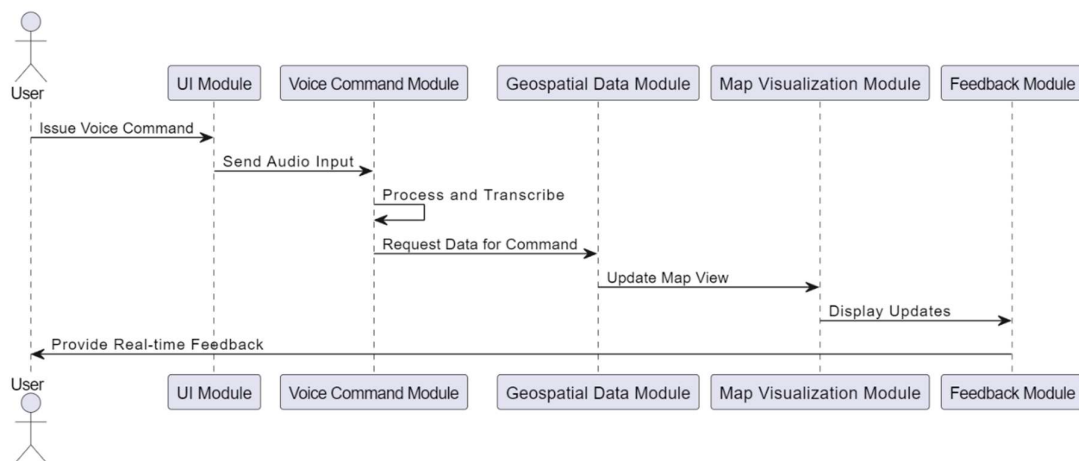 User
UI Module
Voice Command Module
Geospatial Data Module
Map Visualization Module
Feedback Module
Issue Voice Command
Send Audio Input
Process and Transcribe
Request Data for Command
Update Map View
Display Updates
Provide Real-time Feedback
User
UI Module
Voice Command Module
Geospatial Data Module
Map Visualization Module
Feedback Module